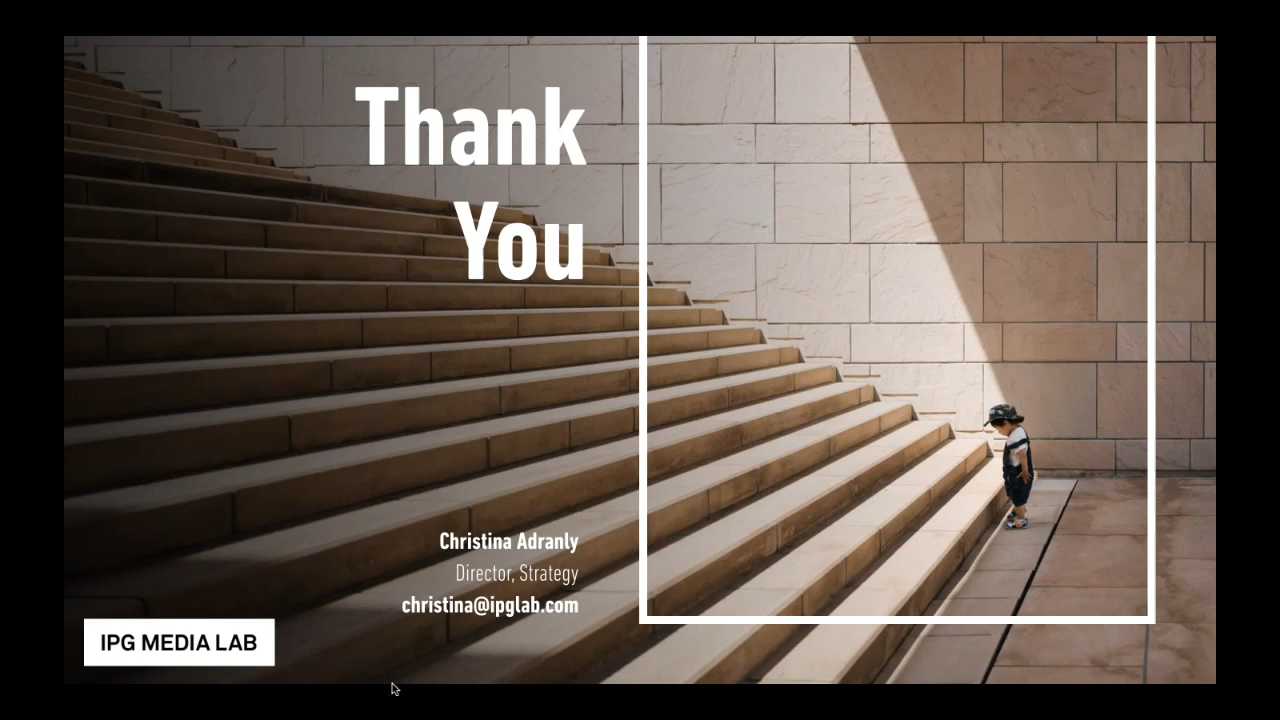 Thank
You
Christina Adranly
Director, Strategy
christina@ipglab.com
IPG MEDIA LAB